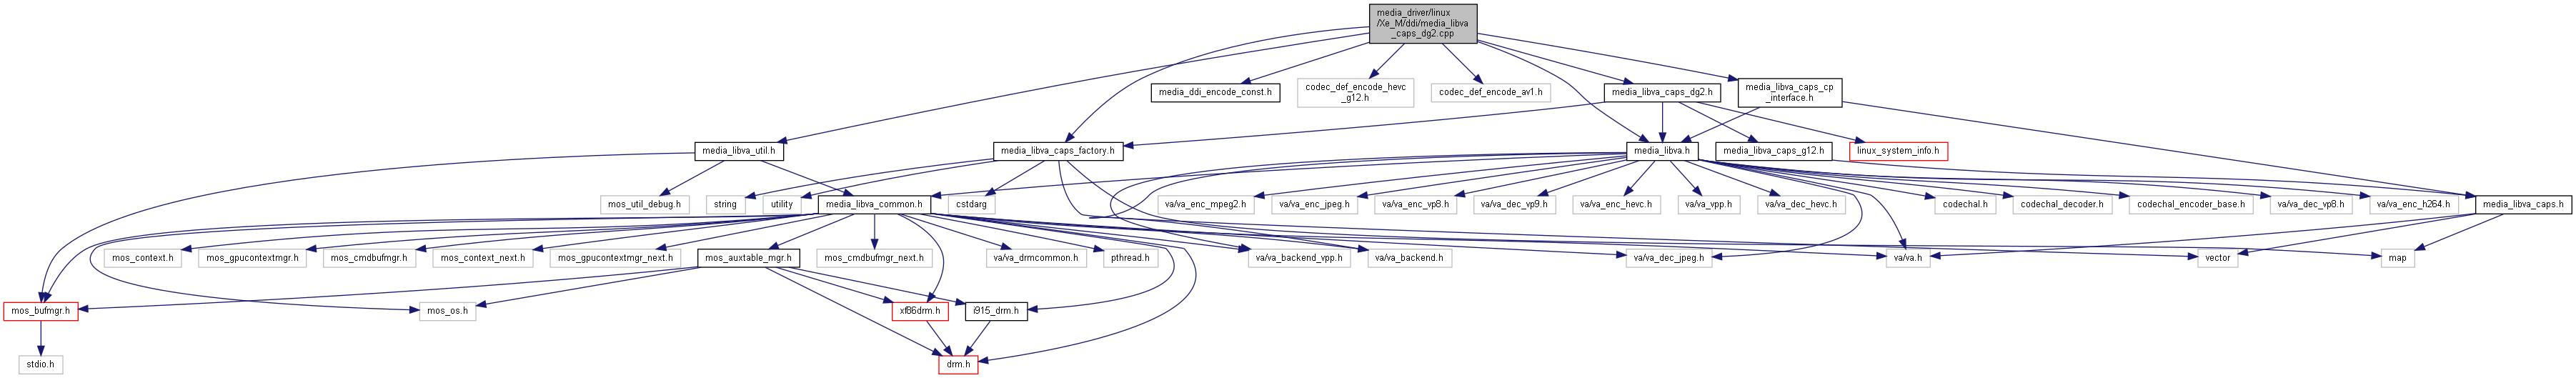 media_driver/linux
/Xe_M/ddi/media_libva
_caps_dg2.cpp
media_ddi_encode_const.h
codec_def_encode_hevc
_g12.h
codec_def_encode_av1.h
media_libva_caps_dg2.h
media_libva_caps_cp
_interface.h
media_libva_util.h
media_libva_caps_factory.h
media_libva.h
media_libva_caps_g12.h
linux_system_info.h
mos_util_debug.h
string
utility
media_libva_common.h
cstdarg
va/va_enc_mpeg2.h
va/va_enc_jpeg.h
va/va_enc_vp8.h
va/va_dec_vp9.h
va/va_enc_hevc.h
va/va_vpp.h
va/va_dec_hevc.h
codechal.h
codechal_decoder.h
codechal_encoder_base.h
va/va_dec_vp8.h
va/va_enc_h264.h
media_libva_caps.h
mos_context.h
mos_gpucontextmgr.h
mos_cmdbufmgr.h
mos_context_next.h
mos_gpucontextmgr_next.h
mos_auxtable_mgr.h
mos_cmdbufmgr_next.h
va/va_drmcommon.h
pthread.h
va/va_backend_vpp.h
va/va_backend.h
va/va_dec_jpeg.h
va/va.h
vector
map
mos_bufmgr.h
mos_os.h
xf86drm.h
i915_drm.h
stdio.h
drm.h